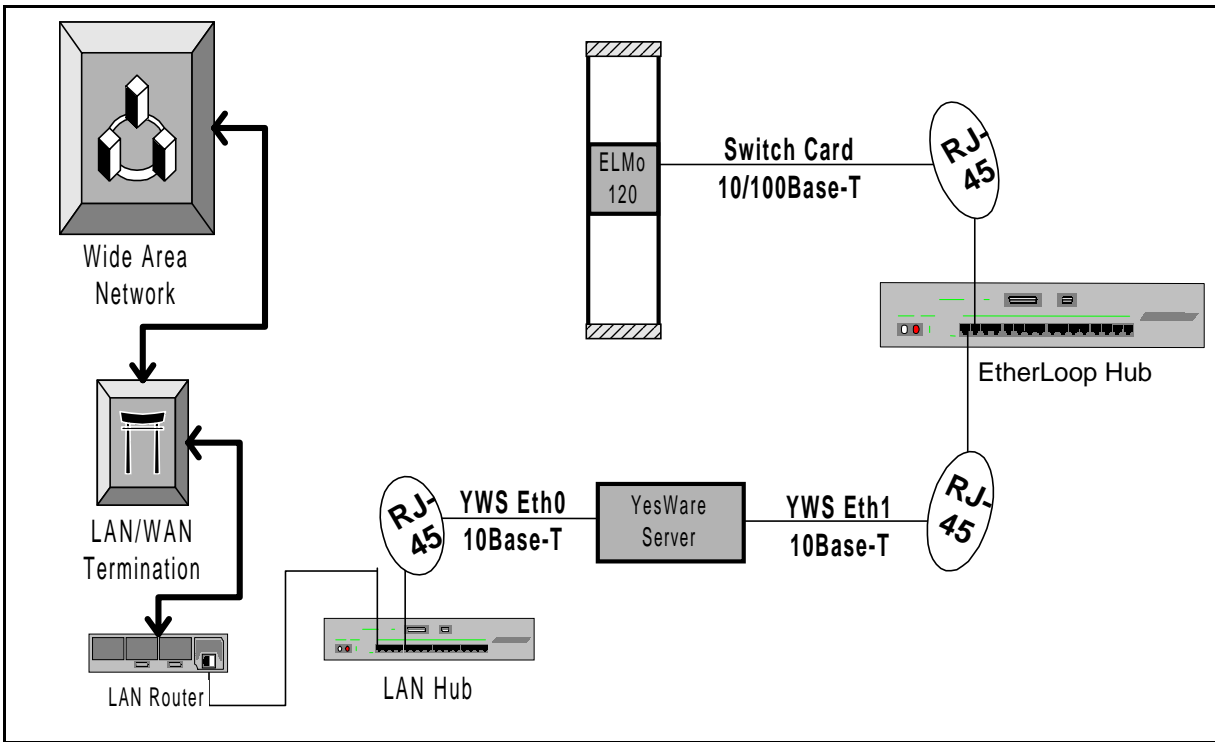 Wide Area
Network
ELMo
120
Switch Card
10/100Base-T
RJ-
45
EtherLoop Hub
LAN/WAN
Termination
RJ-
45
YWS Eth0
10Base-T
YesWare
Server
YWS Eth1
10Base-T
RJ-
45
LAN Router
LAN Hub